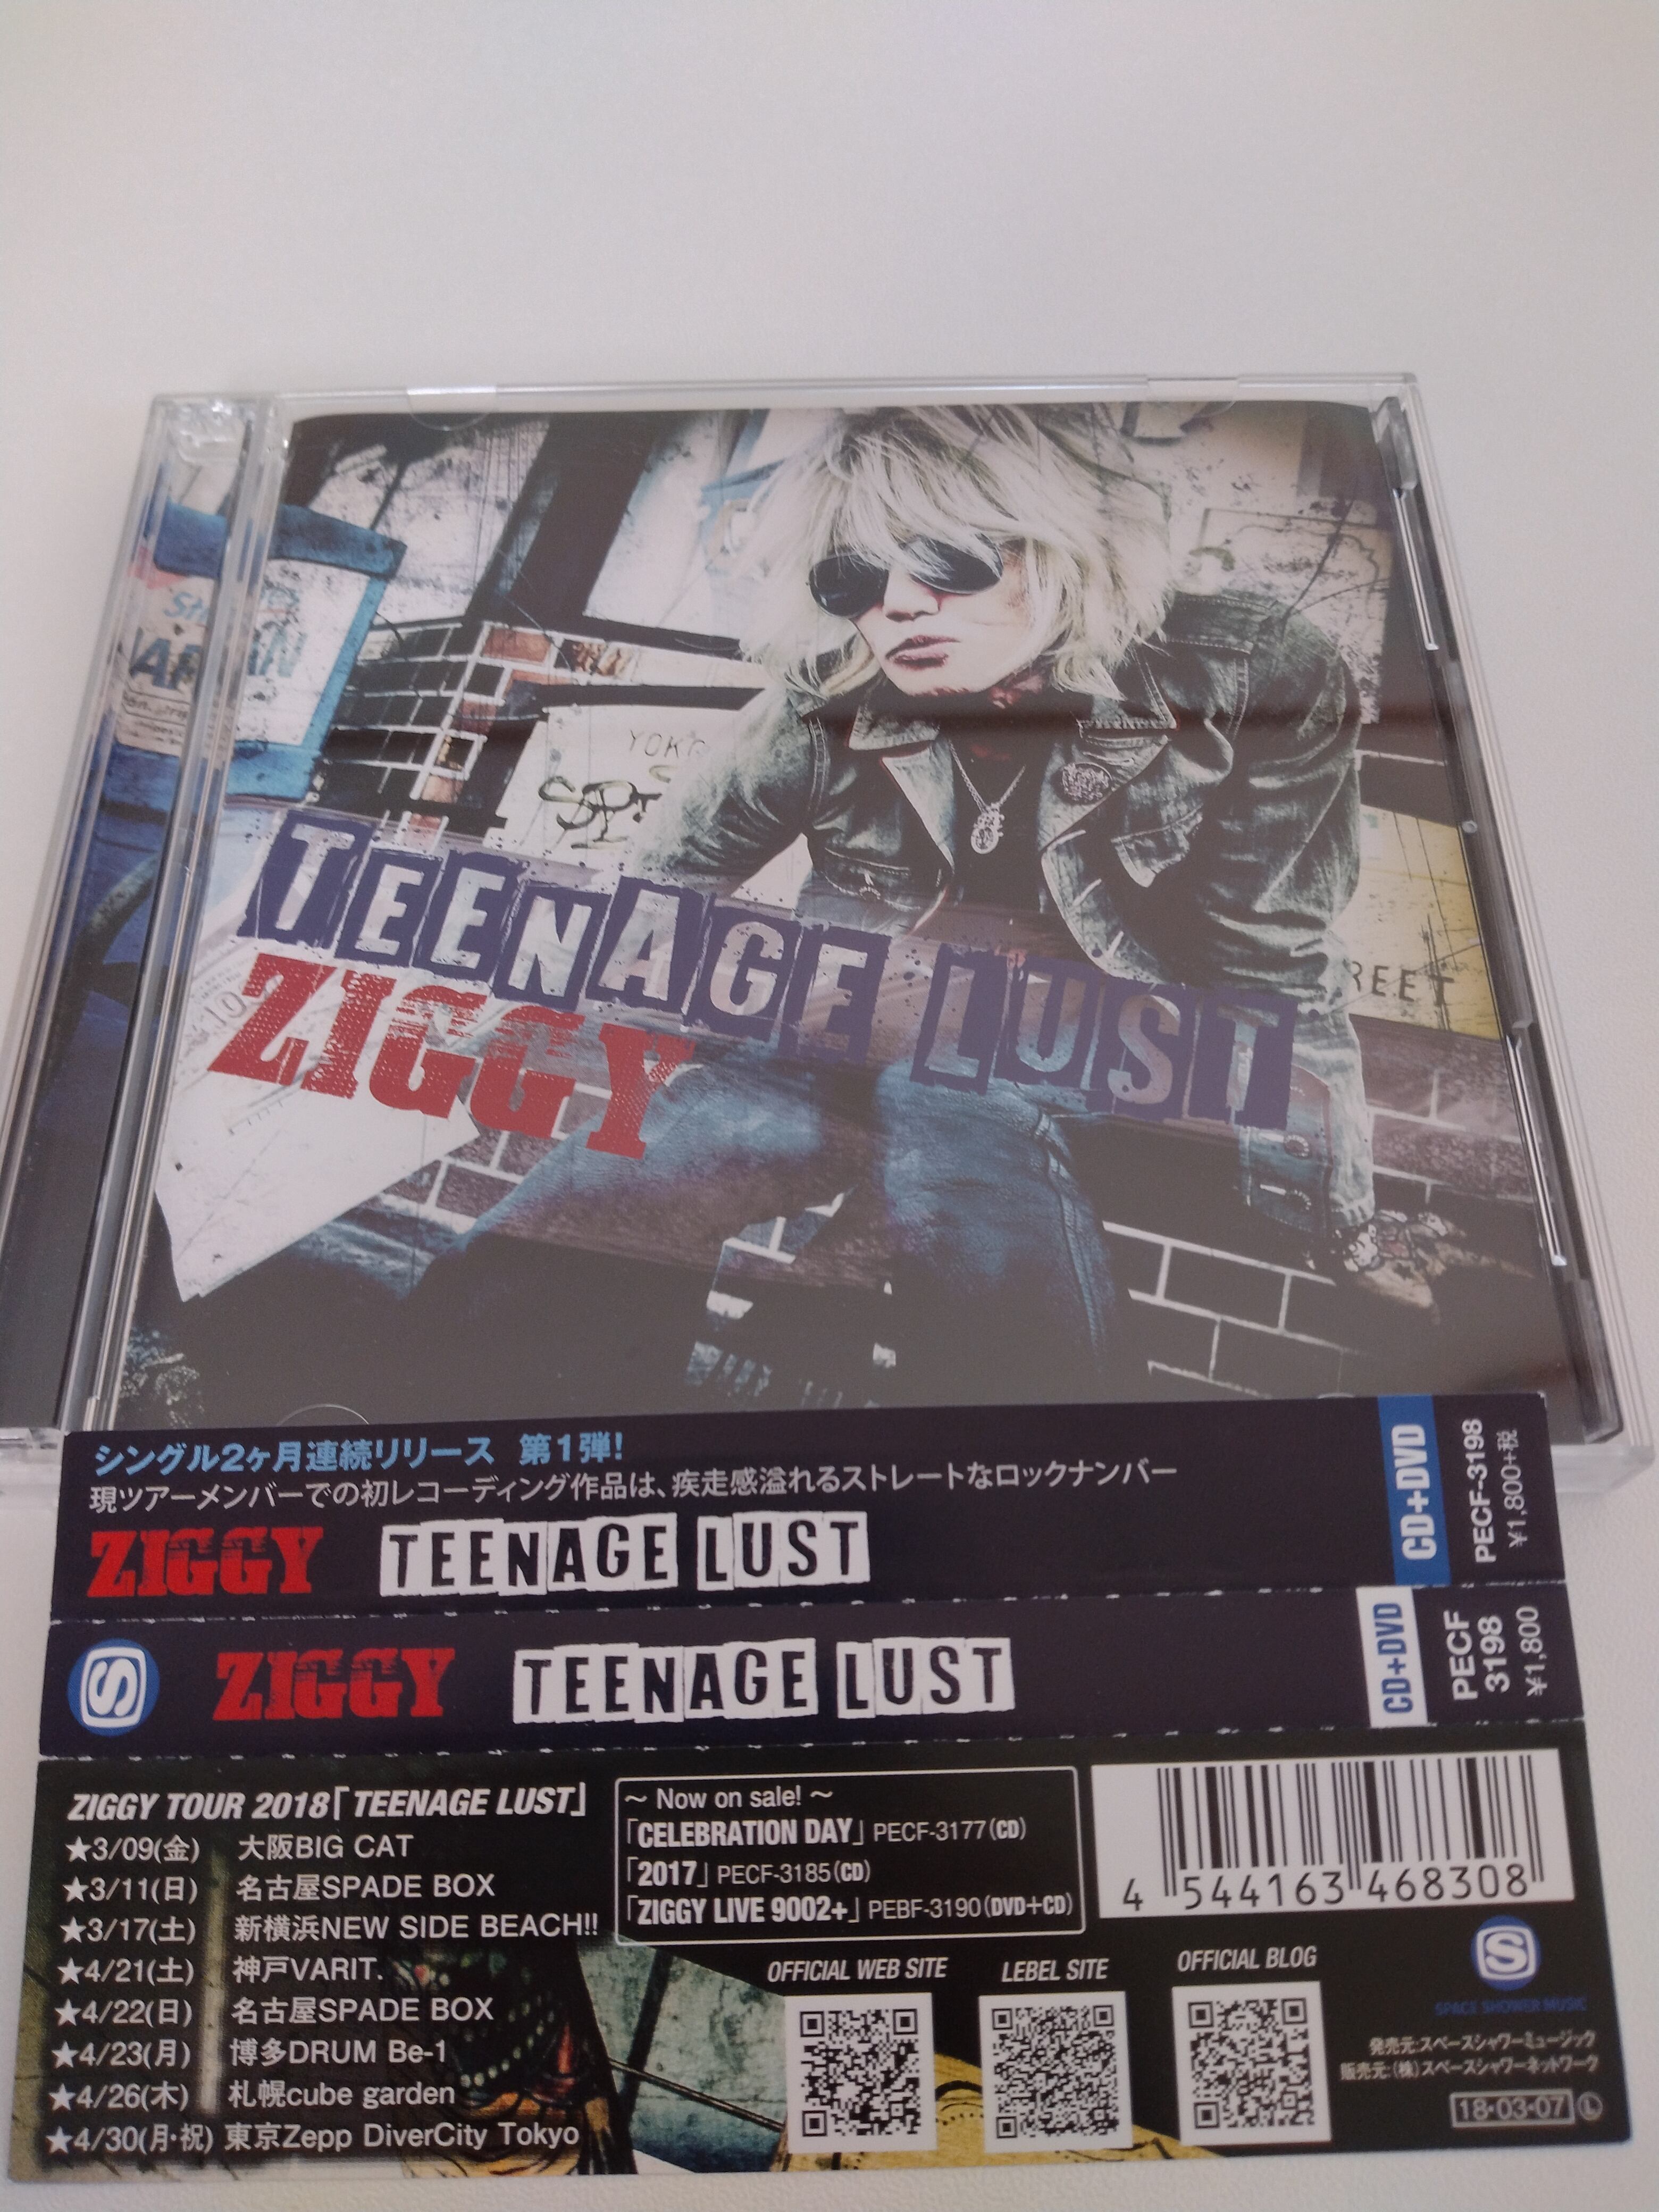 YOKO
REET
TEENAGE LUST
ZIGGY
シングル2ヶ月連続リリース 第1弾!
現ツアーメンバーでの初レコーディング作品は、疾走感溢れるストレートなロックナンバー
ZIGGY TEENAGE LUST
CD+DVD
PECF-3198
¥1,800+税
ZIGGY TEENAGE LUST
CD+DVD
PECF
3198
¥1,800
ZIGGY TOUR 2018「TEENAGE LUST」
★3/09(金) 大阪BIG CAT
★3/11(日) 名古屋SPADE BOX
★3/17(土) 新横浜NEW SIDE BEACH!!
★4/21(土) 神戸VARIT.
★4/22(日) 名古屋SPADE BOX
★4/23(月) 博多DRUM Be-1
★4/26(木) 札幌cube garden
★4/30(月・祝) 東京Zepp DiverCity Tokyo
～ Now on sale! ～
「CELEBRATION DAY」 PECF-3177(CD)
「2017」 PECF-3185(CD)
「ZIGGY LIVE 9002+」 PEBF-3190(DVD+CD)
4 544163 468308
OFFICIAL WEB SITE
LEBEL SITE
OFFICIAL BLOG
S
SPACE SHOWER MUSIC
発売元:スペースシャワーミュージック
販売元:(株)スペースシャワーネットワーク
18・03・07 Ⓛ